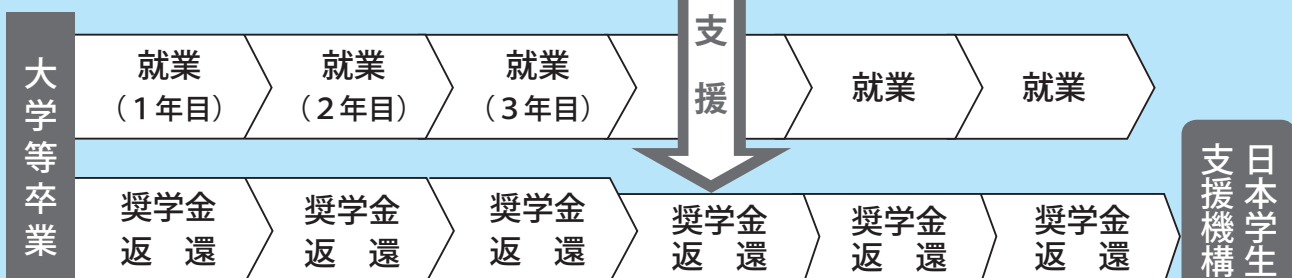 大学等卒業
支援
就業
（１年目）
就業
（２年目）
就業
（３年目）
就業
就業
奨学金
返　還
奨学金
返　還
奨学金
返　還
奨学金
返　還
奨学金
返　還
奨学金
返　還
日本学生
支援機構